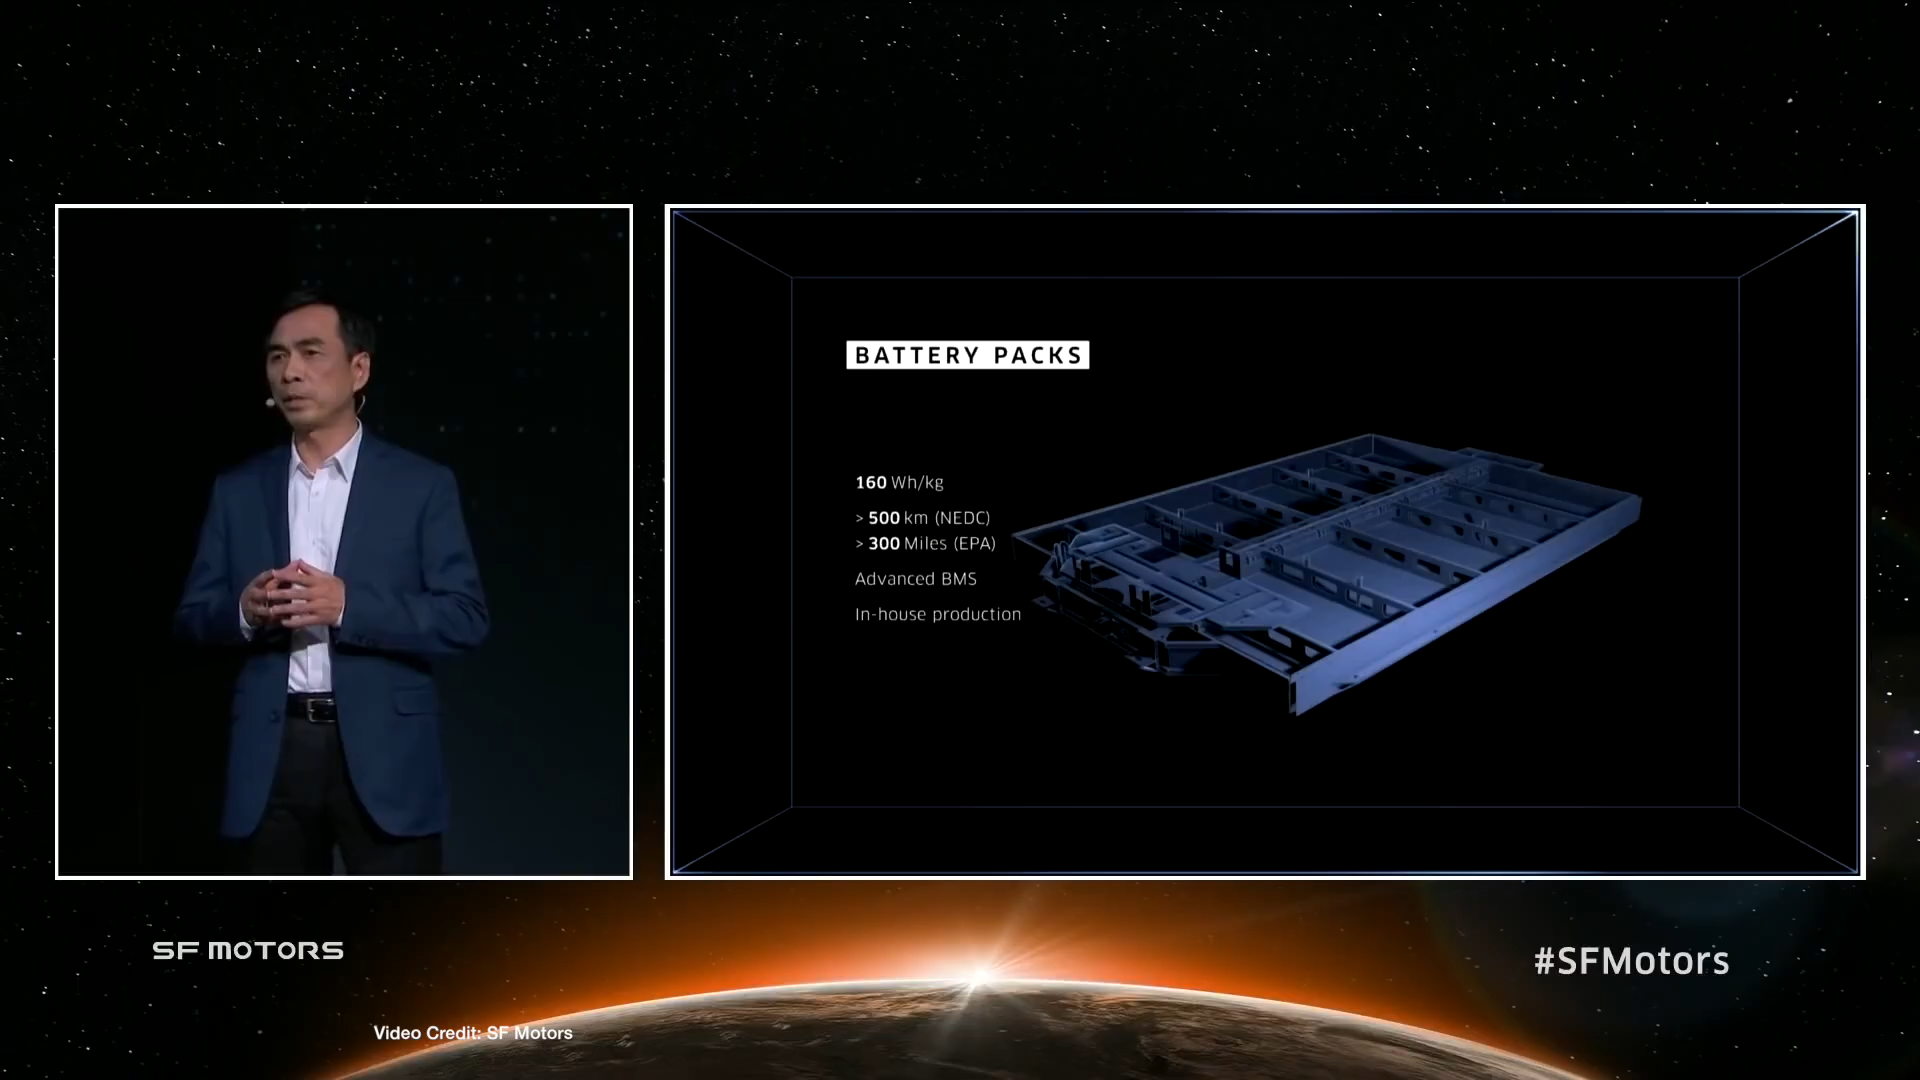 BATTERY PACKS
160 Wh/kg
> 500 km (NEDC)
> 300 Miles (EPA)
Advanced BMS
In-house production
SF MOTORS
#SFMotors
Video Credit: SF Motors